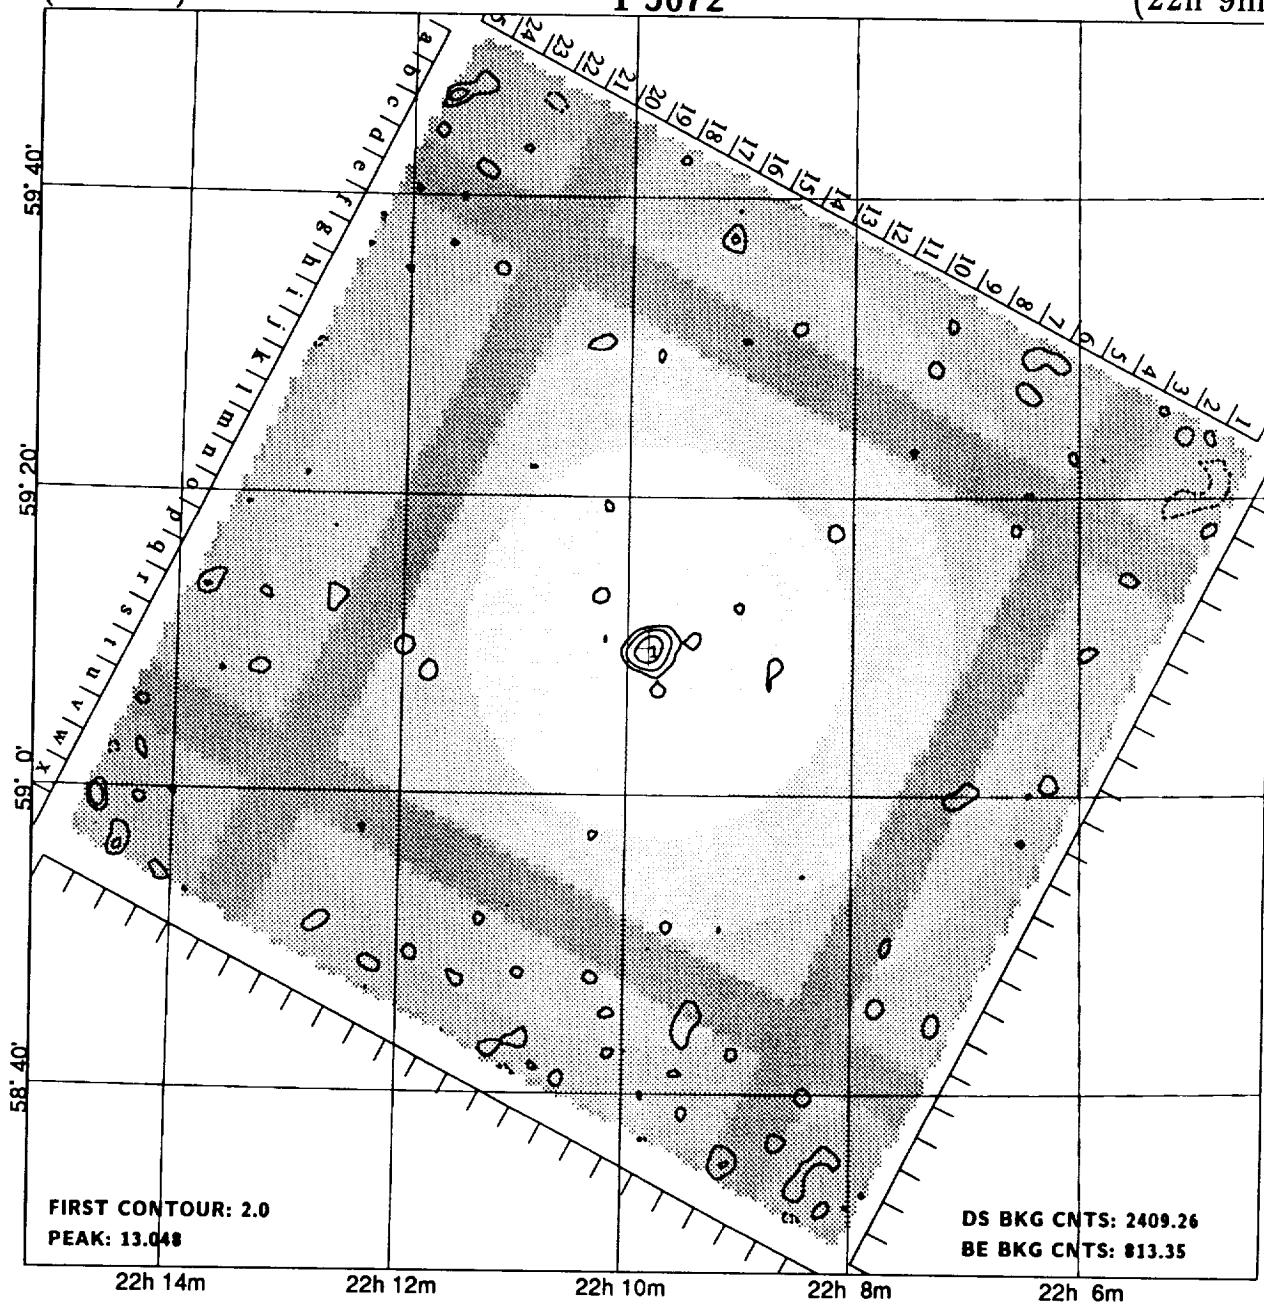 (22h 9m
24 23 22 21 20 19 18 17 16 15 14 13 12 11 10 9 8 7 6 5 4 3 2 1
a b c d e f g h i j k l m n o p q r s t u v w x
59° 40'
59° 20'
1
59° 0'
58° 40'
FIRST CONTOUR: 2.0
PEAK: 13.048
DS BKG CNTS: 2409.26
BE BKG CNTS: 813.35
22h 14m
22h 12m
22h 10m
22h 8m
22h 6m